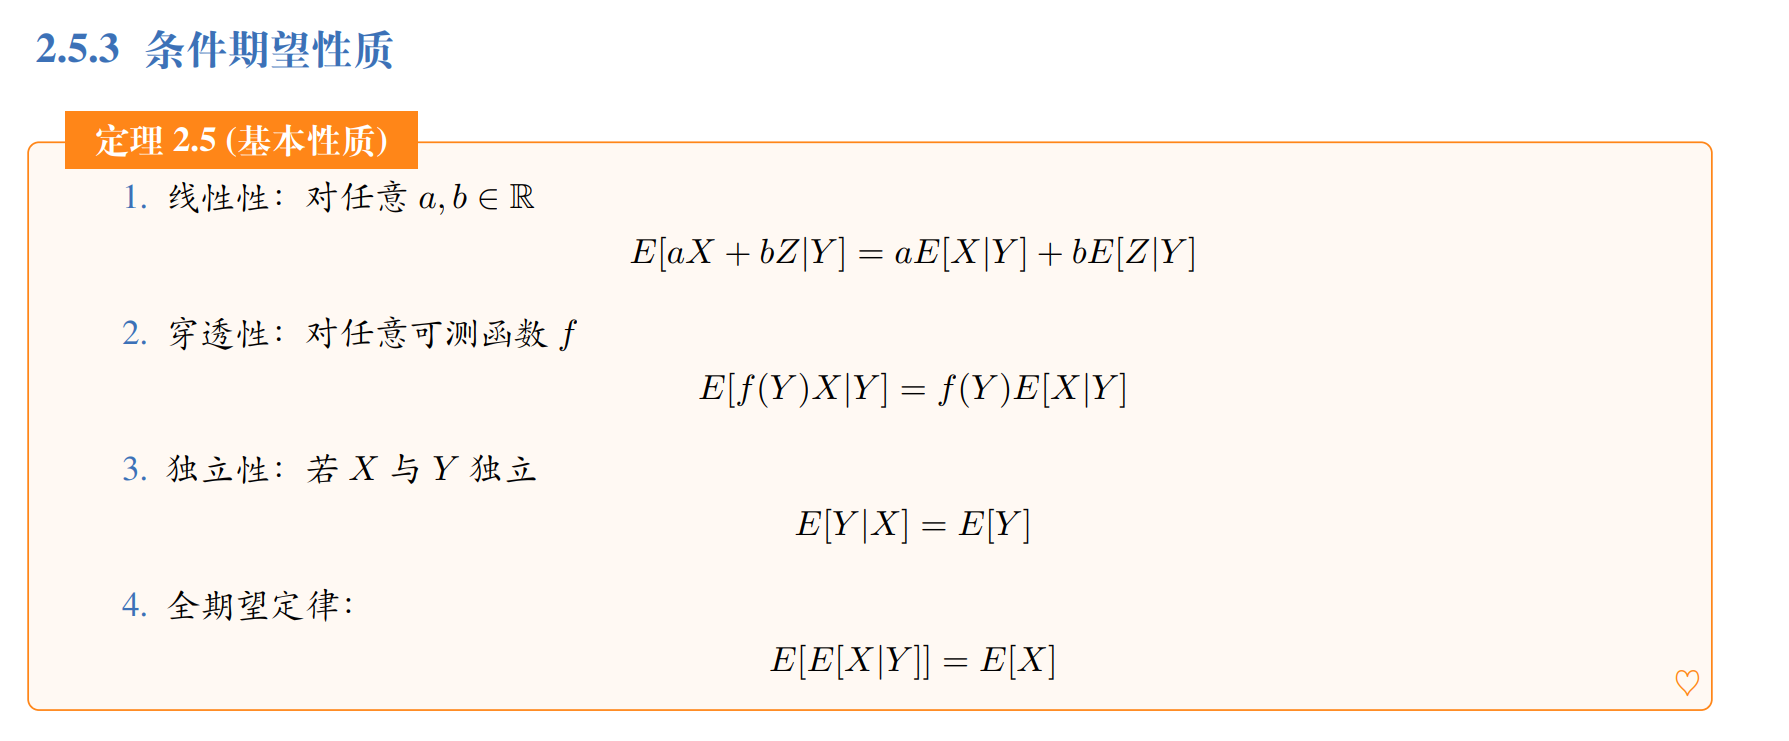 2.5.3 条件期望性质
定理 2.5 (基本性质)
1. 线性性：对任意 a, b ∈ ℝ
E[aX + bZ|Y] = aE[X|Y] + bE[Z|Y]
2. 穿透性：对任意可测函数 f
E[f(Y)X|Y] = f(Y)E[X|Y]
3. 独立性：若 X 与 Y 独立
E[Y|X] = E[Y]
4. 全期望定律：
E[E[X|Y]] = E[X]
♡